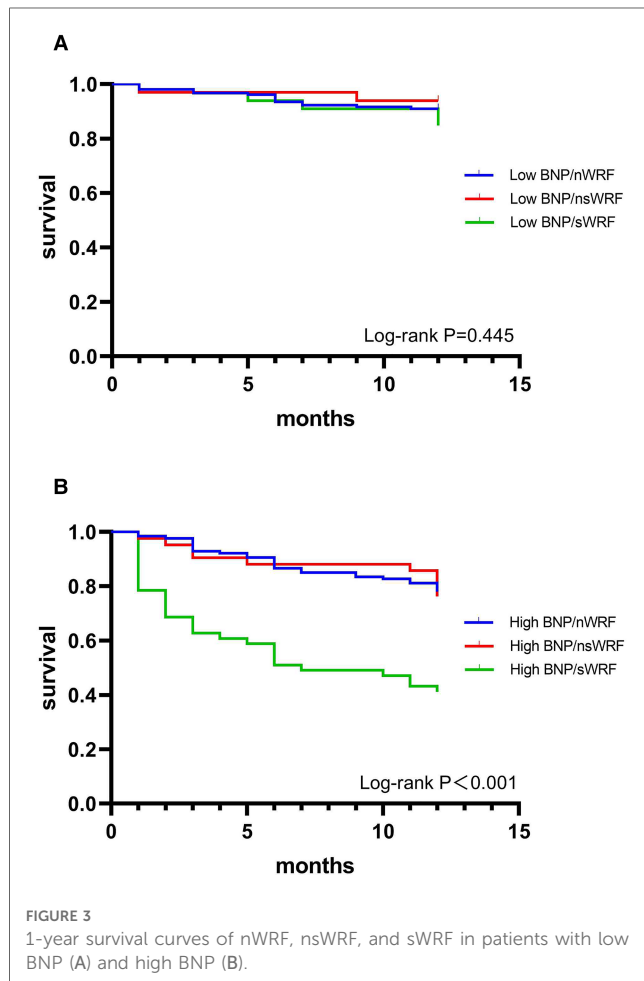 A
1.0
0.8
0.6
0.4
0.2
0.0
survival
Low BNP/nWRF
Low BNP/nsWRF
Low BNP/sWRF
Log-rank P=0.445
0 5 10 15
months
B
1.0
0.8
0.6
0.4
0.2
0.0
survival
High BNP/nWRF
High BNP/nsWRF
High BNP/sWRF
Log-rank P＜0.001
0 5 10 15
months
FIGURE 3
1-year survival curves of nWRF, nsWRF, and sWRF in patients with low
BNP (A) and high BNP (B).